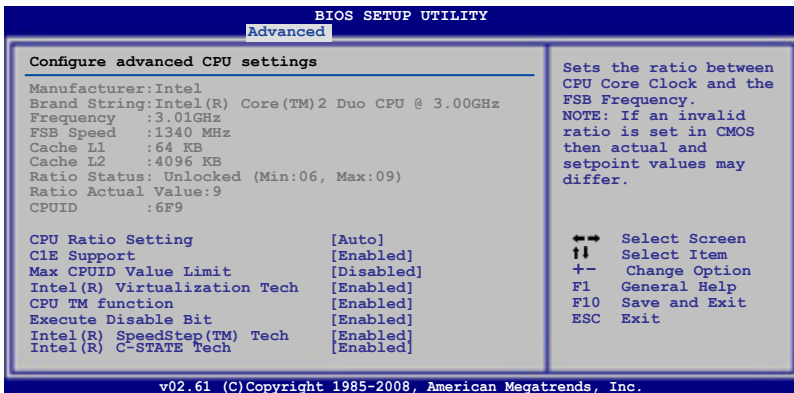 BIOS SETUP UTILITY
Advanced
Configure advanced CPU settings
Manufacturer:Intel
Brand String:Intel(R) Core(TM)2 Duo CPU @ 3.00GHz
Frequency :3.01GHz
FSB Speed :1340 MHz
Cache L1 :64 KB
Cache L2 :4096 KB
Ratio Status: Unlocked (Min:06, Max:09)
Ratio Actual Value:9
CPUID :6F9
CPU Ratio Setting [Auto]
C1E Support [Enabled]
Max CPUID Value Limit [Disabled]
Intel(R) Virtualization Tech [Enabled]
CPU TM function [Enabled]
Execute Disable Bit [Enabled]
Intel(R) SpeedStep(TM) Tech [Enabled]
Intel(R) C-STATE Tech [Enabled]
Sets the ratio between
CPU Core Clock and the
FSB Frequency.
NOTE: If an invalid
ratio is set in CMOS
then actual and
setpoint values may
differ.
←→ Select Screen
↑↓ Select Item
+- Change Option
F1 General Help
F10 Save and Exit
ESC Exit
v02.61 (C)Copyright 1985-2008, American Megatrends, Inc.